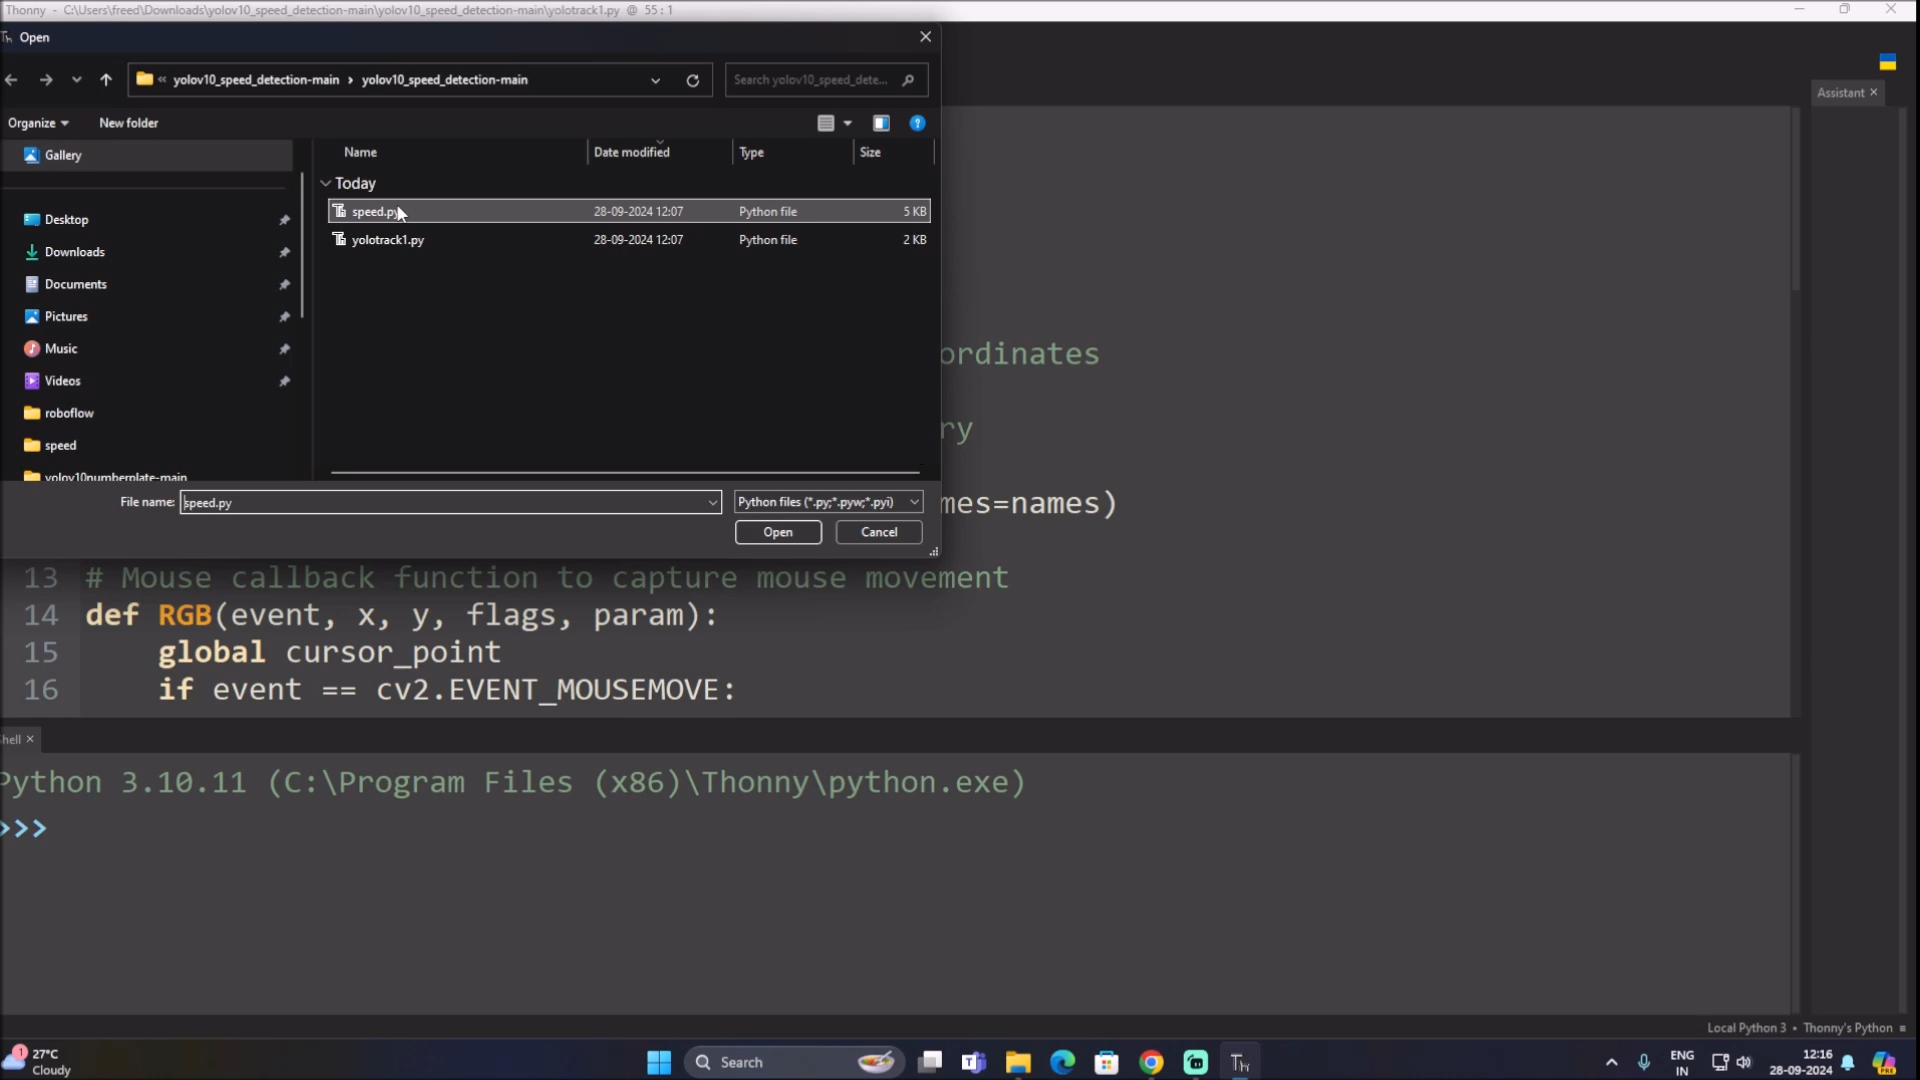 Thonny - C:\Users\freed\Downloads\yolov10_speed_detection-main\yolov10_speed_detection-main\yolotrack1.py @ 55:1
Open
« yolov10_speed_detection-main › yolov10_speed_detection-main
Search yolov10_speed_dete...
Assistant ×
Organize
New folder
Name
Date modified
Type
Size
Gallery
Today
speed.py
28-09-2024 12:07
Python file
5 KB
yolotrack1.py
28-09-2024 12:07
Python file
2 KB
Desktop
Downloads
Documents
Pictures
Music
Videos
roboflow
speed
yolov10numberplate-main
File name:
speed.py
Python files (*.py;*.pyw;*.pyi)
Open
Cancel
ordinates
ry
mes=names)
13 # Mouse callback function to capture mouse movement
14 def RGB(event, x, y, flags, param):
15 global cursor_point
16 if event == cv2.EVENT_MOUSEMOVE:
hell ×
Python 3.10.11 (C:\Program Files (x86)\Thonny\python.exe)
>>>
Local Python 3 • Thonny's Python
1
27°C
Cloudy
Search
Th
ENG
IN
12:16
28-09-2024
PRE